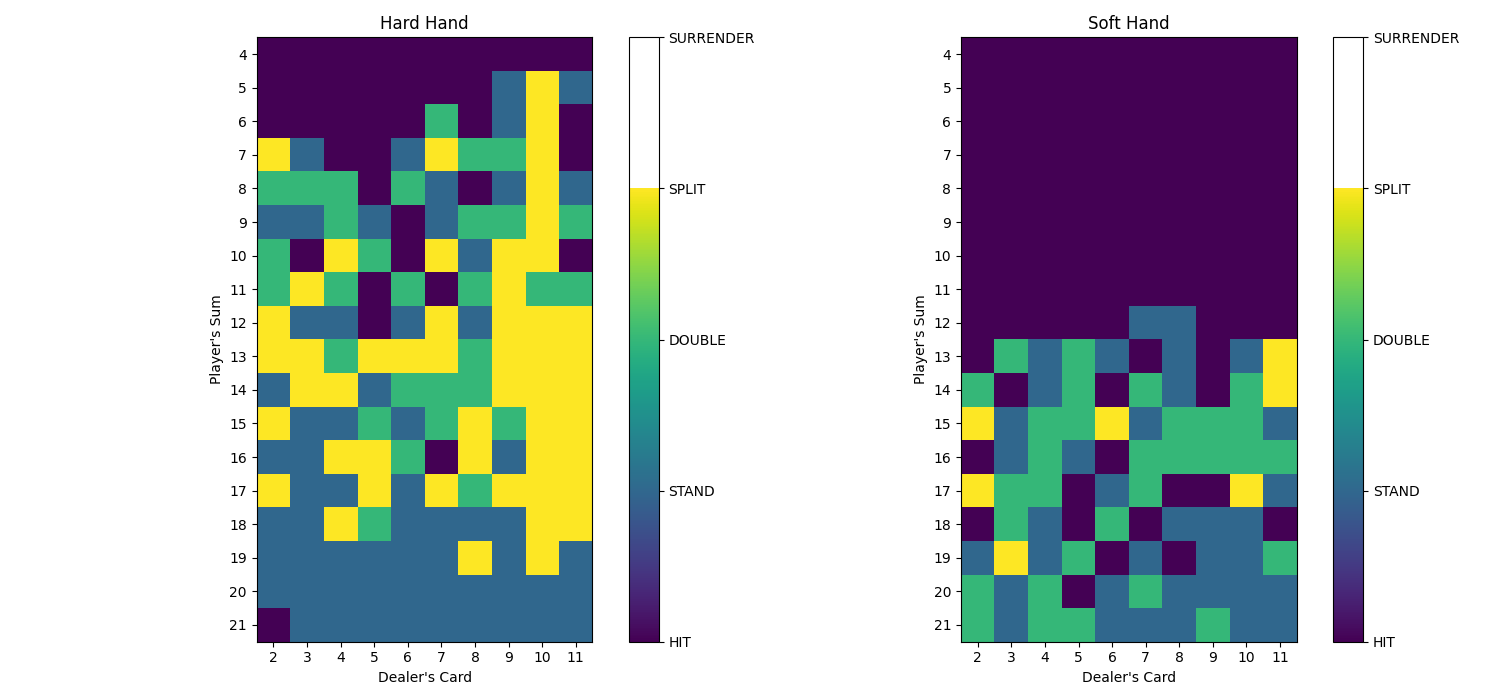 Hard Hand
Player's Sum
4
5
6
7
8
9
10
11
12
13
14
15
16
17
18
19
20
21
2 3 4 5 6 7 8 9 10 11
Dealer's Card
SURRENDER
SPLIT
DOUBLE
STAND
HIT
Soft Hand
Player's Sum
4
5
6
7
8
9
10
11
12
13
14
15
16
17
18
19
20
21
2 3 4 5 6 7 8 9 10 11
Dealer's Card
SURRENDER
SPLIT
DOUBLE
STAND
HIT